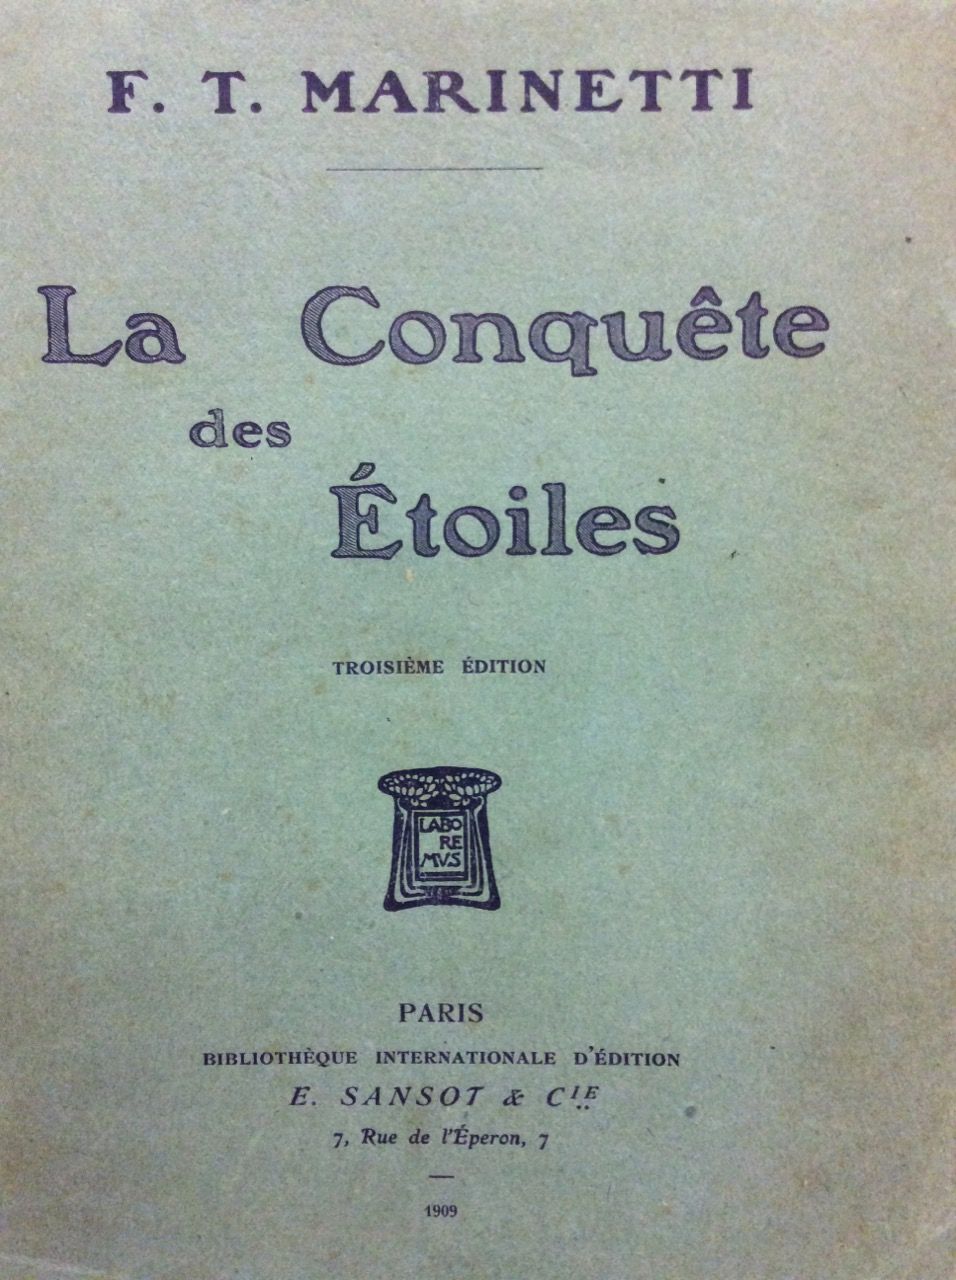 F. T. MARINETTI
La Conquête
des
Étoiles
TROISIÈME ÉDITION
LABO
RE
MVS
PARIS
BIBLIOTHÈQUE INTERNATIONALE D'ÉDITION
E. SANSOT & CIE
7, Rue de l'Éperon, 7
1909